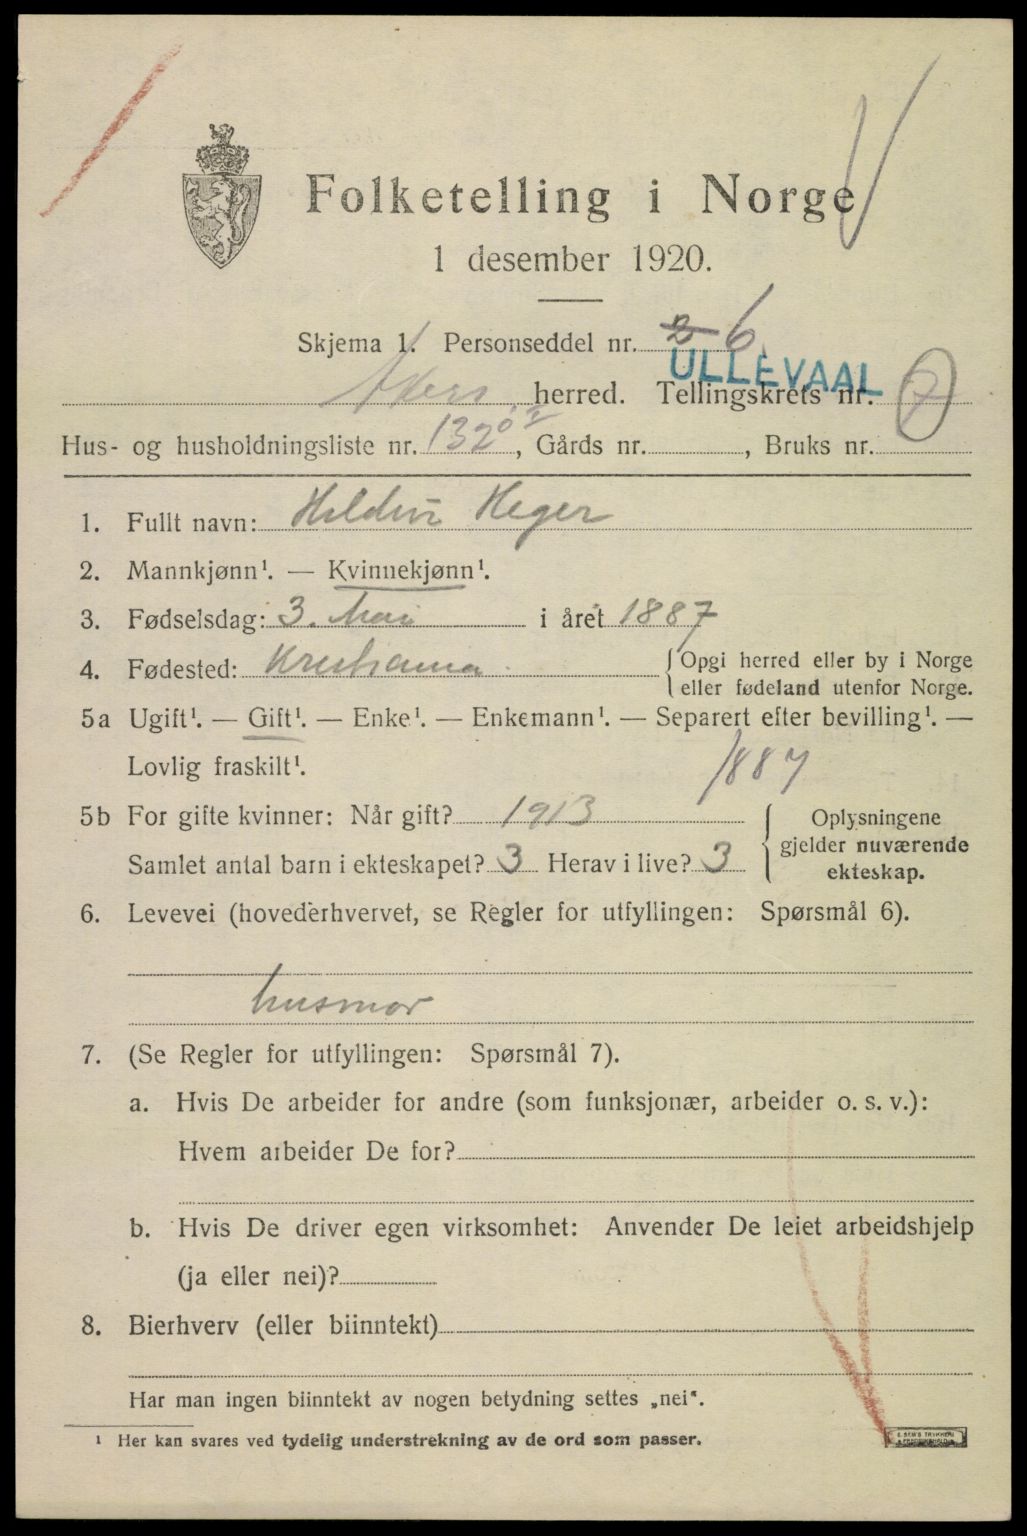 Folketelling i Norge
1 desember 1920.
Skjema 1. Personseddel nr. 2 6
ULLEVAAL
Akers herred. Tellingskrets nr. 7
Hus- og husholdningsliste nr. 132, Gårds nr. , Bruks nr.
1. Fullt navn: Heger
2. Mannkjønn¹. — Kvinnekjønn¹.
3. Fødselsdag: 3. Mai i året 1887
4. Fødested: Kristiania. Opgi herred eller by i Norge
eller fødeland utenfor Norge.
5a Ugift¹. — Gift¹. — Enke¹. — Enkemann¹. — Separert efter bevilling¹. —
Lovlig fraskilt¹.
1887
5b For gifte kvinner: Når gift? 1913
Samlet antal barn i ekteskapet? 3 Herav i live? 3
Oplysningene
gjelder nuværende
ekteskap.
6. Levevei (hovederhvervet, se Regler for utfyllingen: Spørsmål 6).
husmor
7. (Se Regler for utfyllingen: Spørsmål 7).
a. Hvis De arbeider for andre (som funksjonær, arbeider o. s. v.):
Hvem arbeider De for?
b. Hvis De driver egen virksomhet: Anvender De leiet arbeidshjelp
(ja eller nei)?
8. Bierhverv (eller biinntekt)
Har man ingen biinntekt av nogen betydning settes „nei“.
¹ Her kan svares ved tydelig understrekning av de ord som passer.